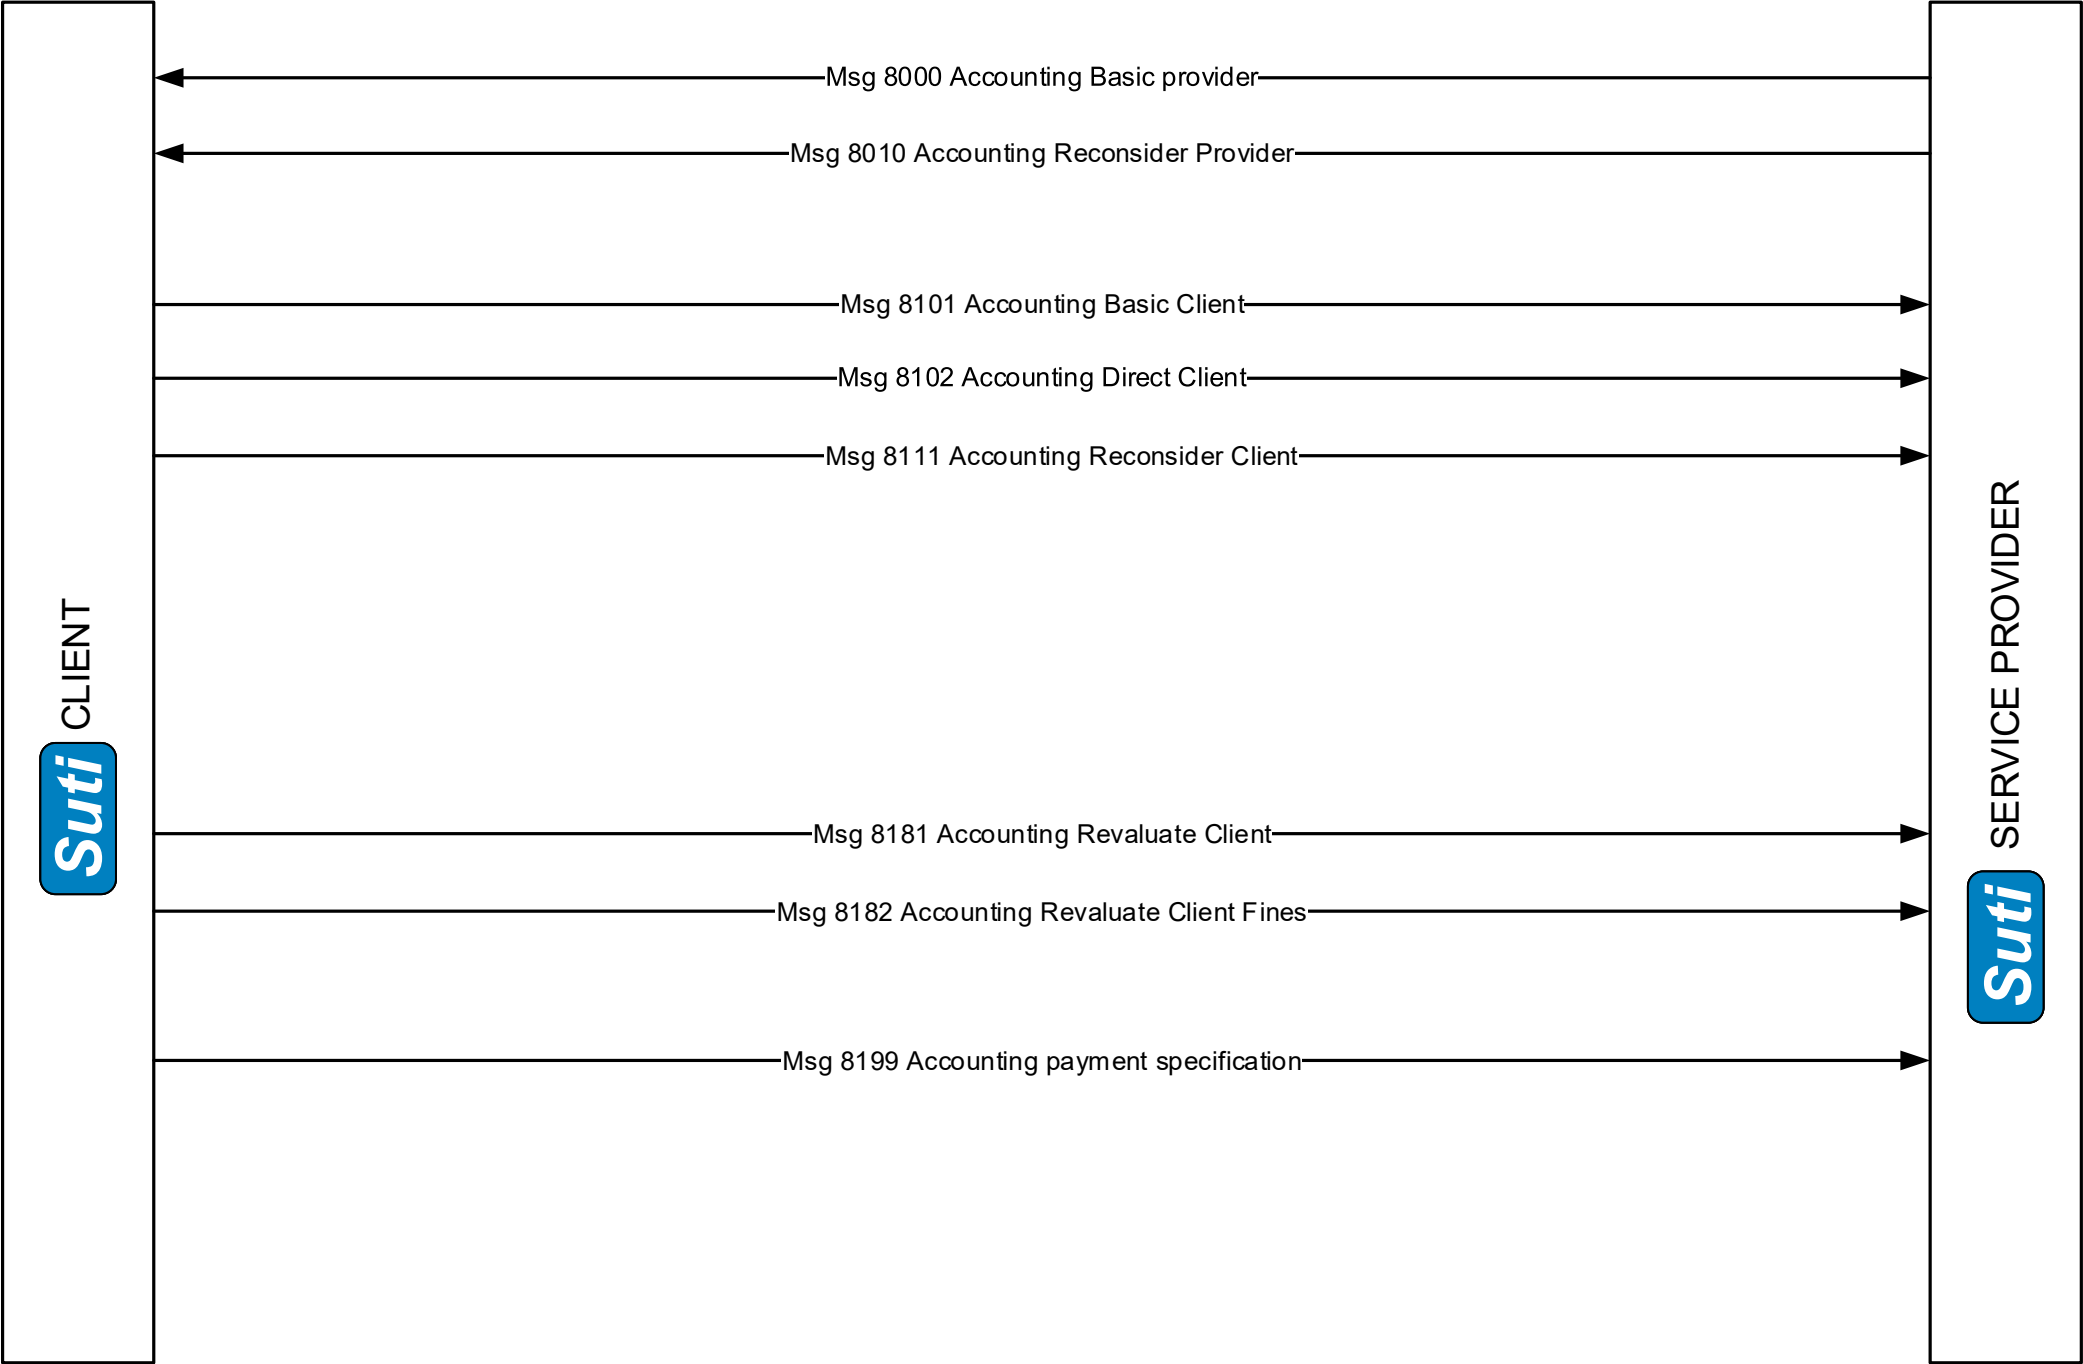 Msg 8000 Accounting Basic provider
Msg 8010 Accounting Reconsider Provider
Msg 8101 Accounting Basic Client
Msg 8102 Accounting Direct Client
Msg 8111 Accounting Reconsider Client
Suti CLIENT
Suti SERVICE PROVIDER
Msg 8181 Accounting Revaluate Client
Msg 8182 Accounting Revaluate Client Fines
Msg 8199 Accounting payment specification